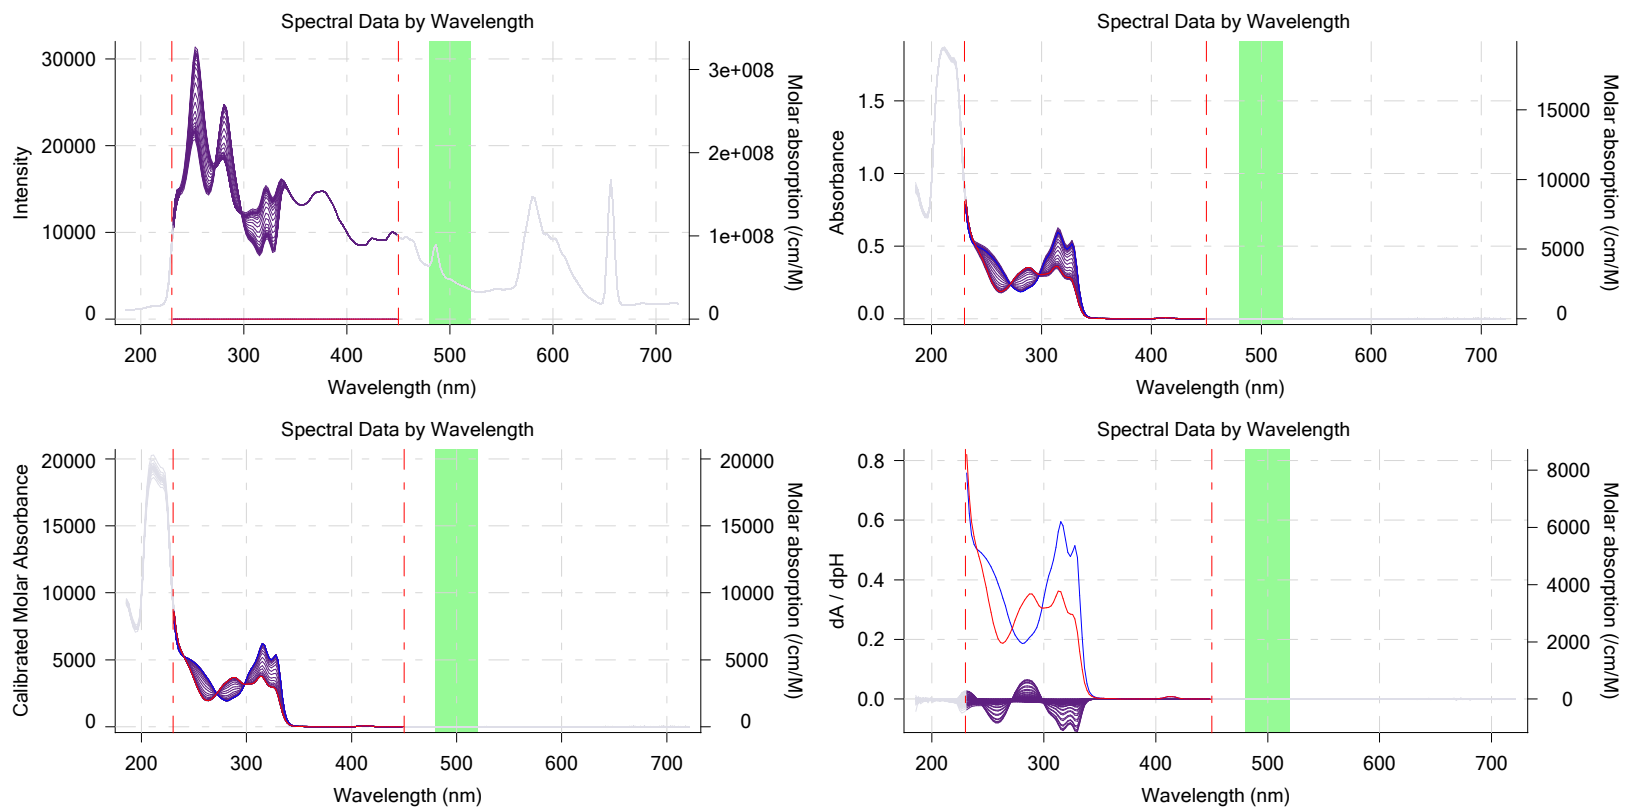 Spectral Data by Wavelength
30000
20000
10000
0
Intensity
3e+008
2e+008
1e+008
0
Molar absorption (/cm/M)
200 300 400 500 600 700
Wavelength (nm)
Spectral Data by Wavelength
1.5
1.0
0.5
0.0
Absorbance
15000
10000
5000
0
Molar absorption (/cm/M)
200 300 400 500 600 700
Wavelength (nm)
Spectral Data by Wavelength
20000
15000
10000
5000
0
Calibrated Molar Absorbance
20000
15000
10000
5000
0
Molar absorption (/cm/M)
200 300 400 500 600 700
Wavelength (nm)
Spectral Data by Wavelength
0.8
0.6
0.4
0.2
0.0
dA / dpH
8000
6000
4000
2000
0
Molar absorption (/cm/M)
200 300 400 500 600 700
Wavelength (nm)